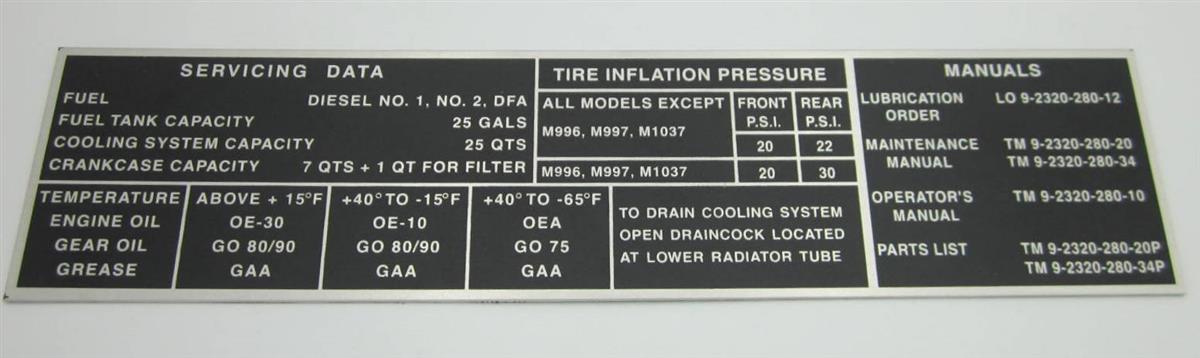 SERVICING DATA
FUEL DIESEL NO. 1, NO. 2, DFA
FUEL TANK CAPACITY 25 GALS
COOLING SYSTEM CAPACITY 25 QTS
CRANKCASE CAPACITY 7 QTS + 1 QT FOR FILTER
TIRE INFLATION PRESSURE
ALL MODELS EXCEPT FRONT REAR
M996, M997, M1037 P.S.I. P.S.I.
20 22
M996, M997, M1037 20 30
TEMPERATURE ABOVE + 15°F +40° TO -15°F +40° TO -65°F
ENGINE OIL OE-30 OE-10 OEA
GEAR OIL GO 80/90 GO 80/90 GO 75
GREASE GAA GAA GAA
TO DRAIN COOLING SYSTEM
OPEN DRAINCOCK LOCATED
AT LOWER RADIATOR TUBE
MANUALS
LUBRICATION LO 9-2320-280-12
ORDER
MAINTENANCE TM 9-2320-280-20
MANUAL TM 9-2320-280-34
OPERATOR'S TM 9-2320-280-10
MANUAL
PARTS LIST TM 9-2320-280-20P
TM 9-2320-280-34P